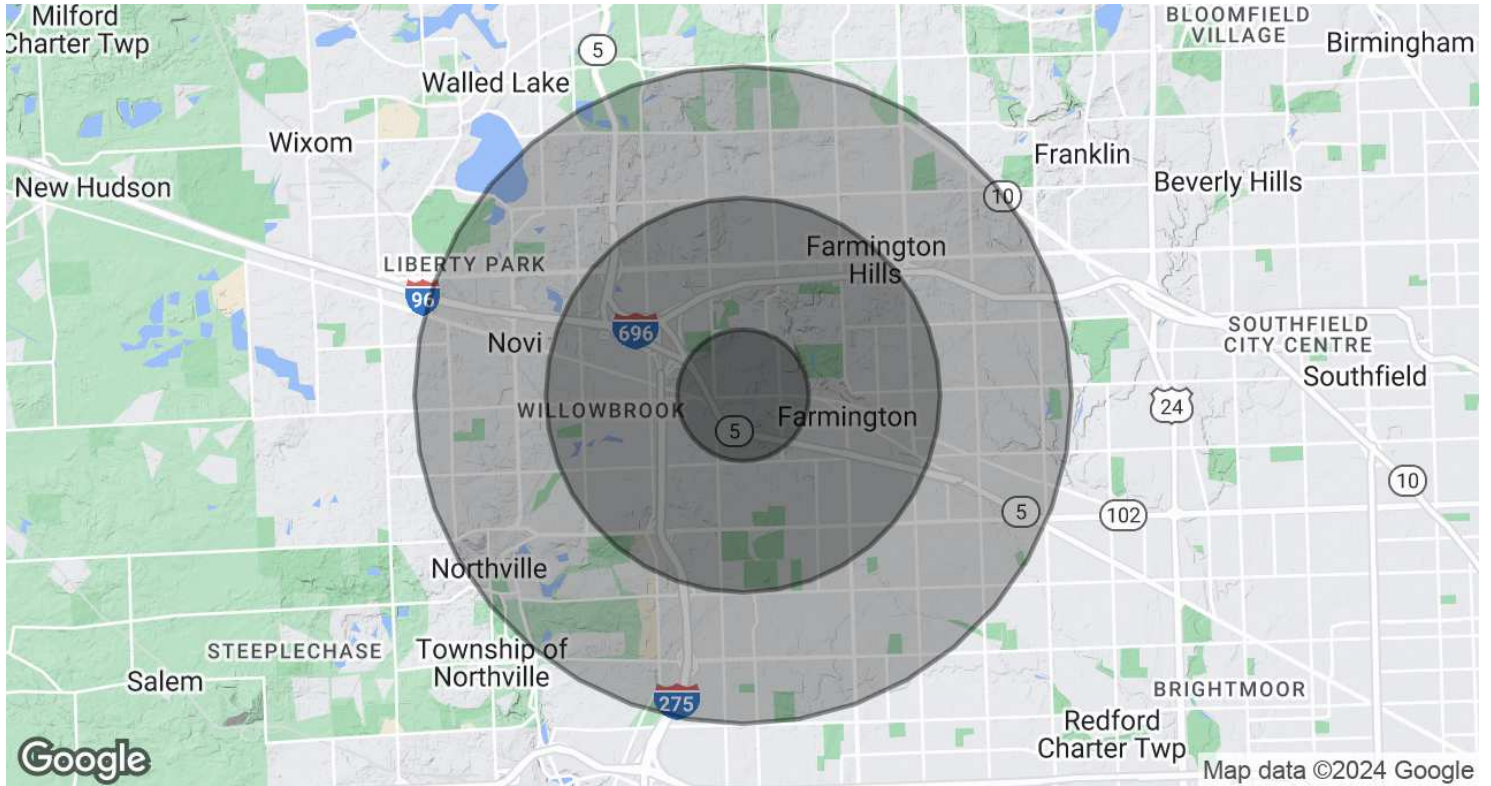 Milford
Charter Twp
BLOOMFIELD
VILLAGE
Birmingham
5
Walled Lake
Wixom
Franklin
New Hudson
Beverly Hills
10
Farmington
Hills
LIBERTY PARK
96
696
Novi
SOUTHFIELD
CITY CENTRE
Southfield
24
WILLOWBROOK
Farmington
5
10
5
102
Northville
STEEPLECHASE
Township of
Northville
Salem
275
BRIGHTMOOR
Redford
Charter Twp
Google
Map data ©2024 Google